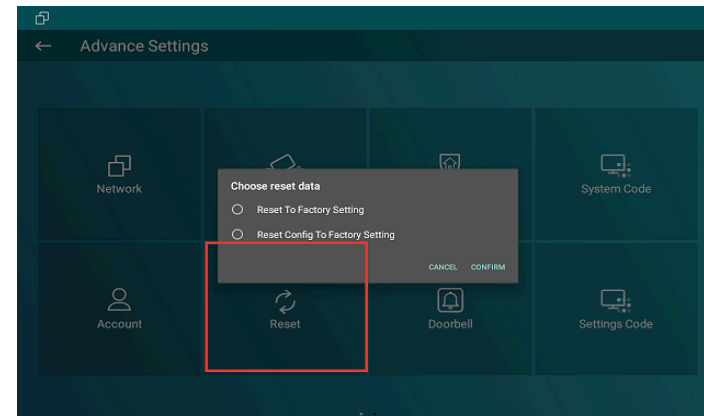 Advance Settings
Network
System Code
Choose reset data
Reset To Factory Setting
Reset Config To Factory Setting
CANCEL CONFIRM
Account
Reset
Doorbell
Settings Code